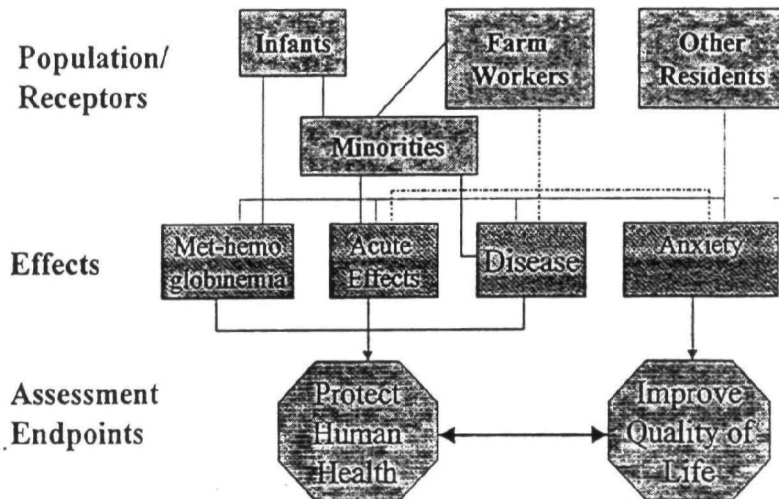 Population/
Receptors
Infants
Farm
Workers
Other
Residents
Minorities
Effects
Met-hemo
globinemia
Acute
Effects
Disease
Anxiety
Assessment
Endpoints
Protect
Human
Health
Improve
Quality of
Life